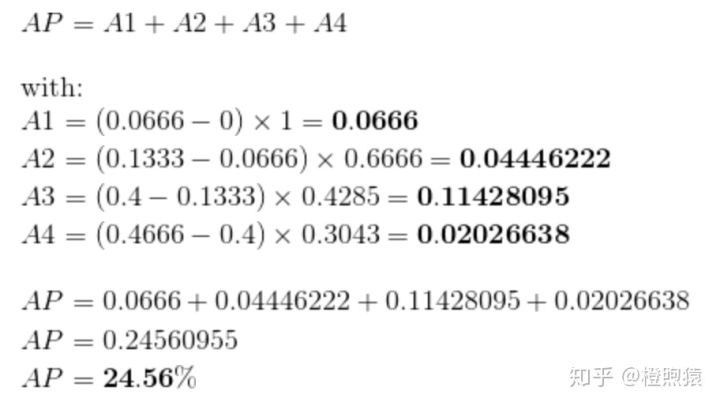 AP = A1 + A2 + A3 + A4
with:
A1 = (0.0666 − 0) × 1 = 0.0666
A2 = (0.1333 − 0.0666) × 0.6666 = 0.04446222
A3 = (0.4 − 0.1333) × 0.4285 = 0.11428095
A4 = (0.4666 − 0.4) × 0.3043 = 0.02026638
AP = 0.0666 + 0.04446222 + 0.11428095 + 0.02026638
AP = 0.24560955
AP = 24.56%
知乎 @橙煦猿